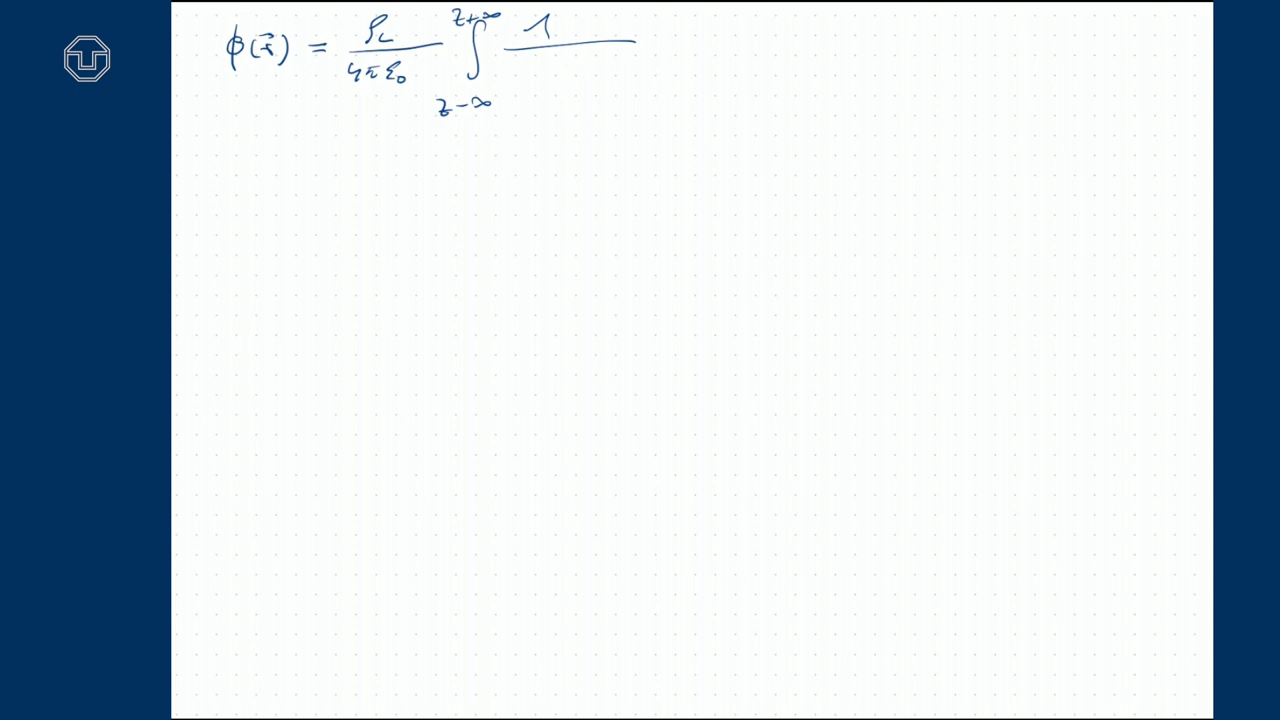 ϕ(r⃗) = ρ_L / (4πε₀) ∫_{z-∞}^{z+∞} 1 /